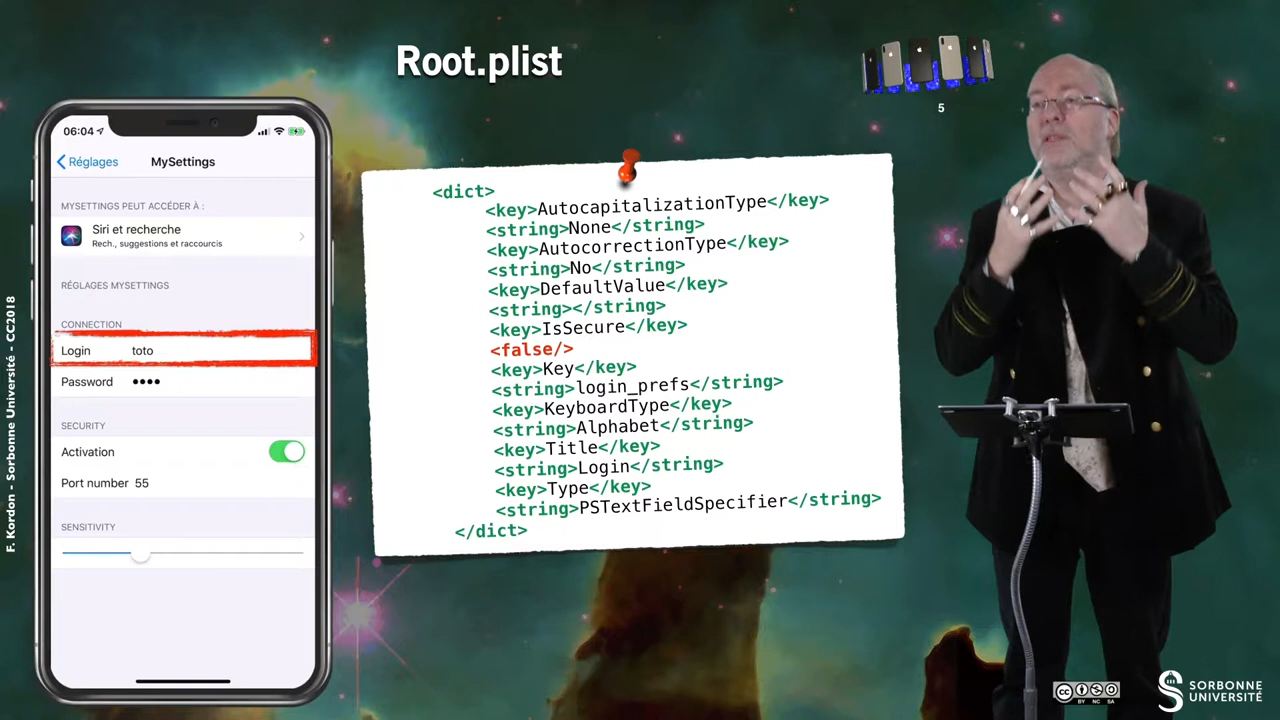 Root.plist
5
06:04
Réglages
MySettings
MYSETTINGS PEUT ACCÉDER À :
Siri et recherche
Rech., suggestions et raccourcis
RÉGLAGES MYSETTINGS
CONNECTION
Login toto
Password ••••
SECURITY
Activation
Port number 55
SENSITIVITY
<dict>
<key>AutocapitalizationType</key>
<string>None</string>
<key>AutocorrectionType</key>
<string>No</string>
<key>DefaultValue</key>
<string></string>
<key>IsSecure</key>
<false/>
<key>Key</key>
<string>login_prefs</string>
<key>KeyboardType</key>
<string>Alphabet</string>
<key>Title</key>
<string>Login</string>
<key>Type</key>
<string>PSTextFieldSpecifier</string>
</dict>
F. Kordon - Sorbonne Université - CC2018
cc
BY NC SA
SORBONNE
UNIVERSITÉ